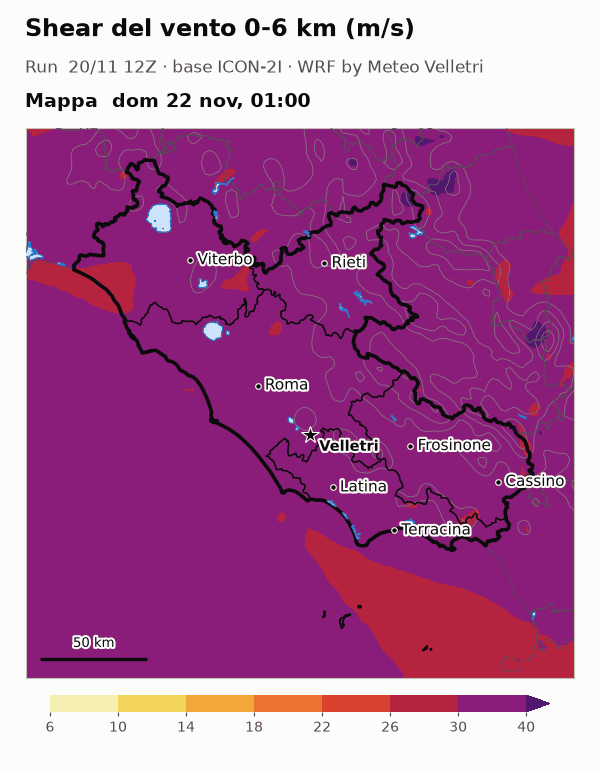 Shear del vento 0-6 km (m/s)
Run  20/11 12Z · base ICON-2I · WRF by Meteo Velletri
Mappa  dom 22 nov, 01:00
Viterbo
Rieti
Roma
Velletri
Frosinone
Latina
Cassino
Terracina
50 km
6 10 14 18 22 26 30 40